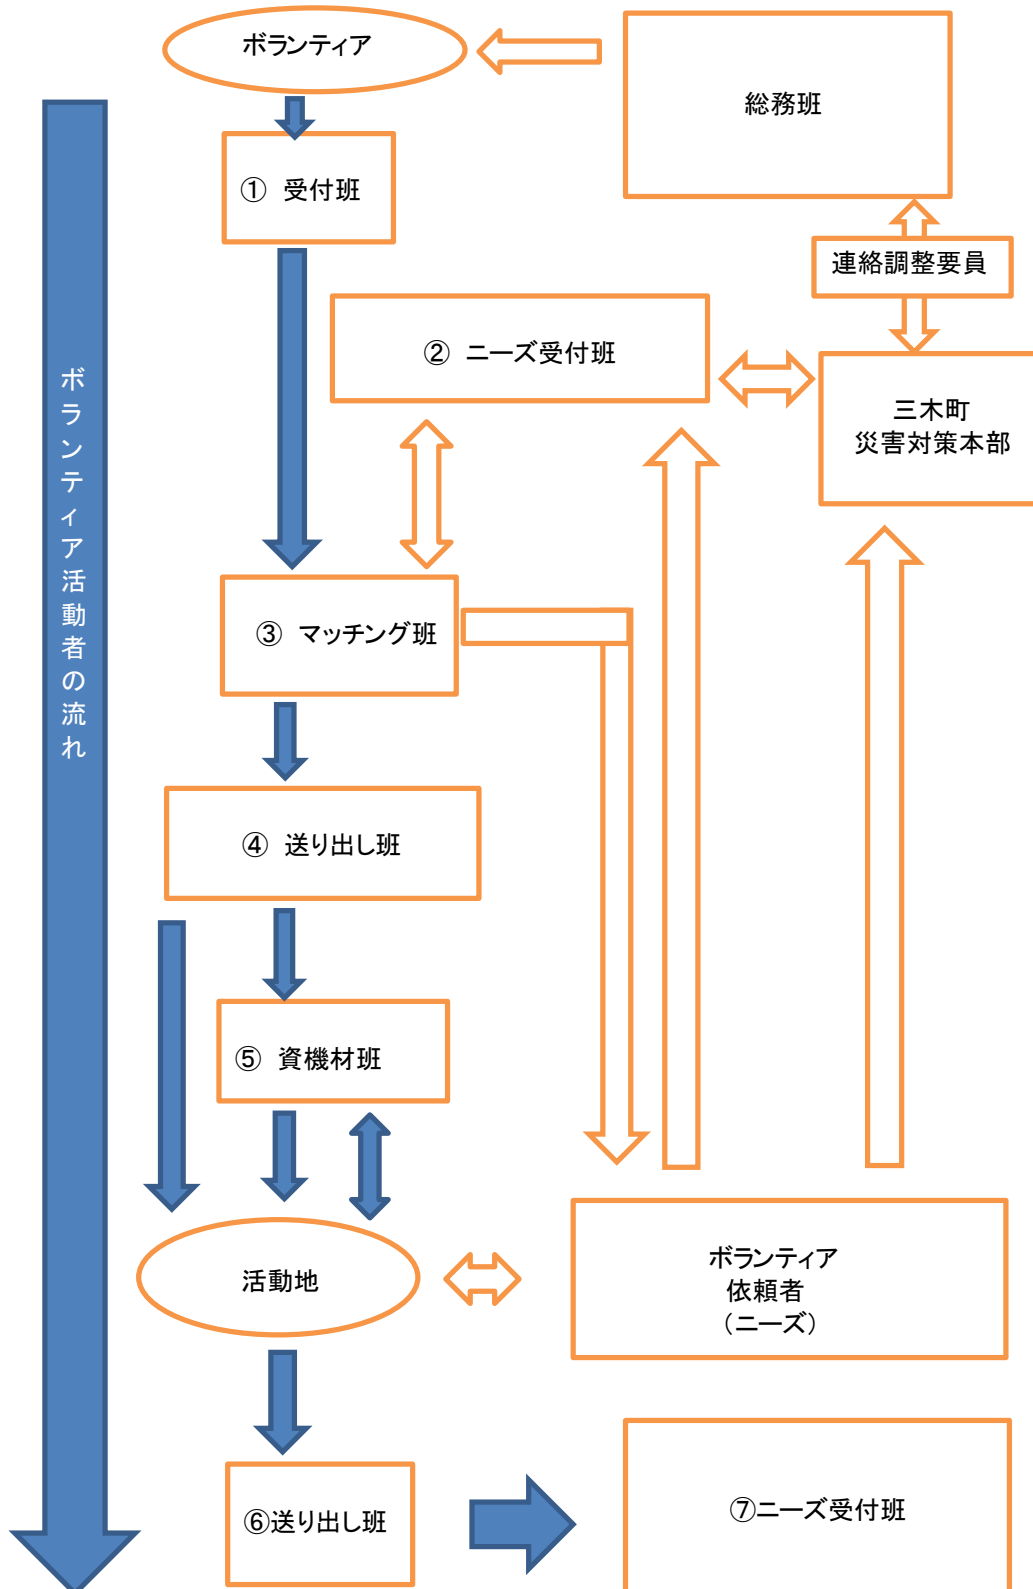 ボランティア
総務班
① 受付班
連絡調整要員
② ニーズ受付班
三木町
災害対策本部
ボランティア活動者の流れ
③ マッチング班
④ 送り出し班
⑤ 資機材班
活動地
ボランティア
依頼者
（ニーズ）
⑥送り出し班
⑦ニーズ受付班